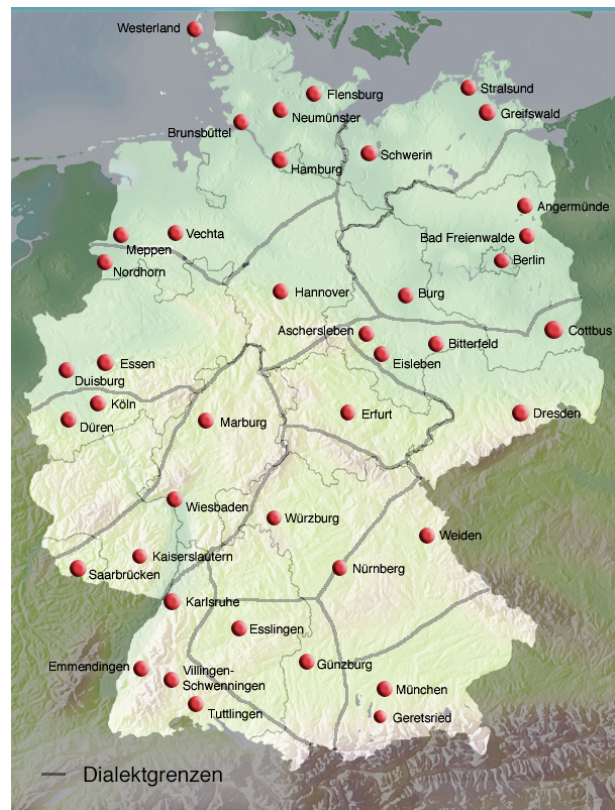 Westerland
Flensburg
Stralsund
Neumünster
Greifswald
Brunsbüttel
Schwerin
Hamburg
Angermünde
Vechta
Bad Freienwalde
Meppen
Berlin
Nordhorn
Hannover
Burg
Aschersleben
Cottbus
Bitterfeld
Eisleben
Essen
Duisburg
Köln
Erfurt
Dresden
Düren
Marburg
Wiesbaden
Würzburg
Weiden
Kaiserslautern
Saarbrücken
Nürnberg
Karlsruhe
Esslingen
Günzburg
Emmendingen
Villingen-
Schwenningen
München
Tuttlingen
Geretsried
Dialektgrenzen